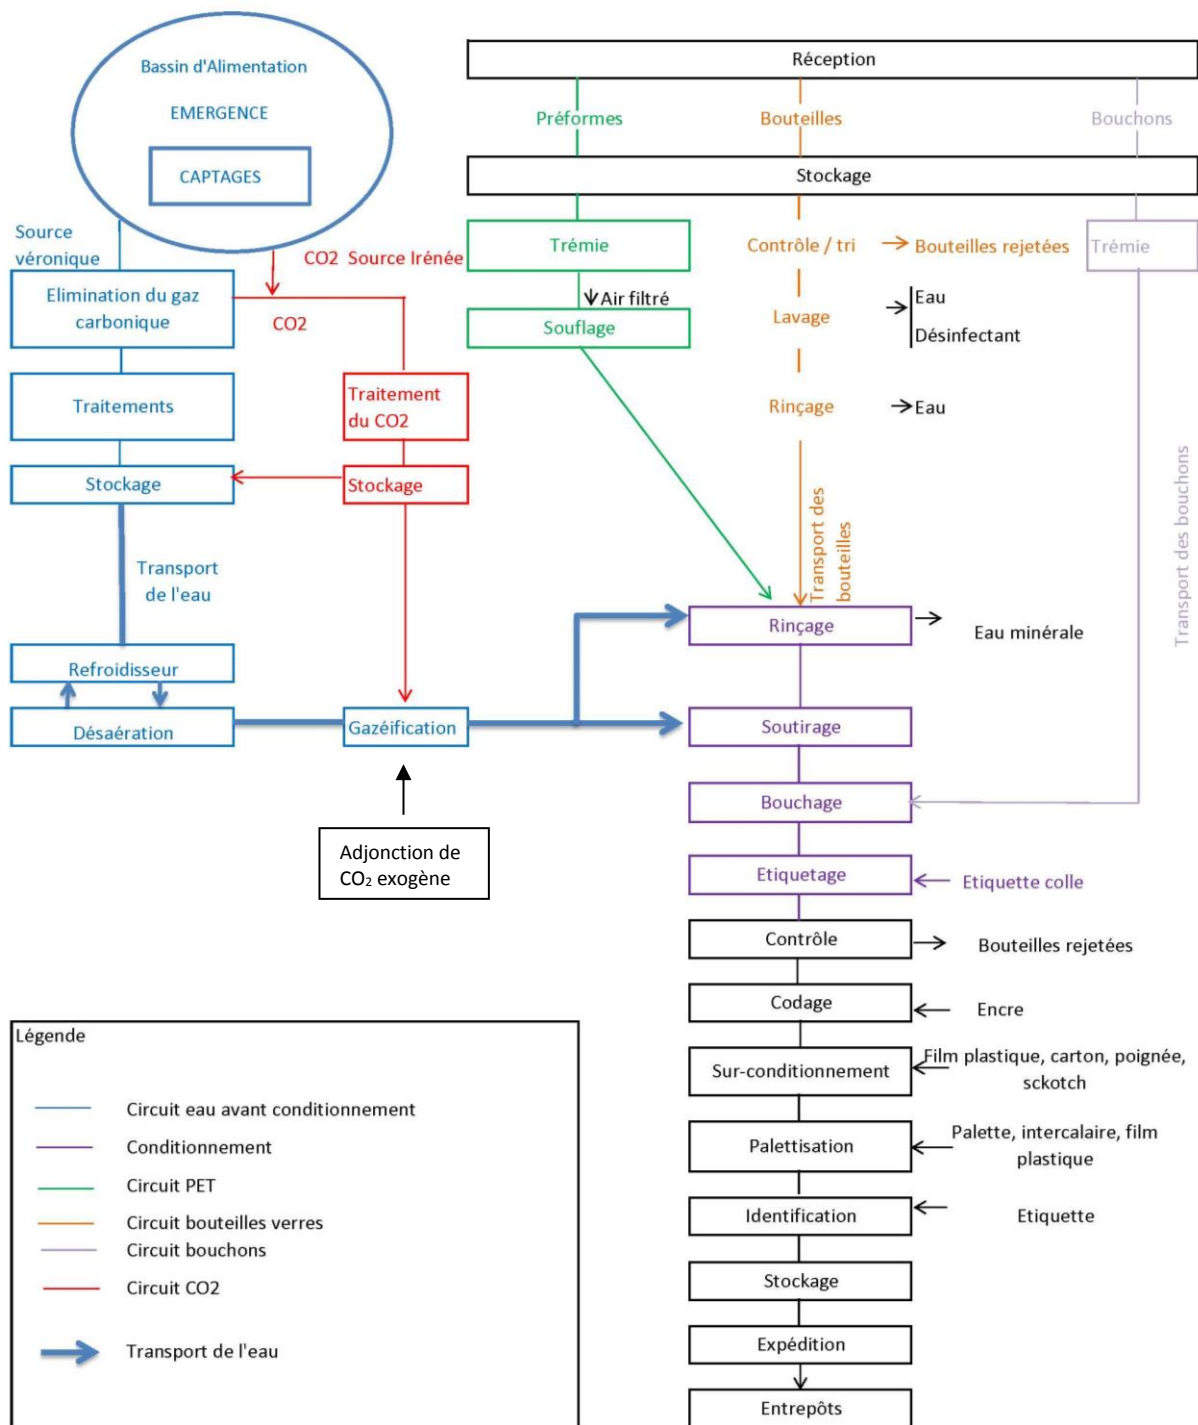 Bassin d'Alimentation
EMERGENCE
CAPTAGES
Source
véronique
CO2 Source Irénée
Elimination du gaz
carbonique
CO2
Traitements
Traitement
du CO2
Stockage
Stockage
Transport
de l'eau
Refroidisseur
Désaération
Gazéification
Adjonction de
CO₂ exogène
Réception
Préformes
Bouteilles
Bouchons
Stockage
Trémie
Contrôle / tri
Bouteilles rejetées
Trémie
Air filtré
Souflage
Lavage
Eau
Désinfectant
Rinçage
Eau
Transport des
bouteilles
Transport des bouchons
Rinçage
Eau minérale
Soutirage
Bouchage
Etiquetage
Etiquette colle
Contrôle
Bouteilles rejetées
Codage
Encre
Sur-conditionnement
Film plastique, carton, poignée,
sckotch
Palettisation
Palette, intercalaire, film
plastique
Identification
Etiquette
Stockage
Expédition
Entrepôts
Légende
Circuit eau avant conditionnement
Conditionnement
Circuit PET
Circuit bouteilles verres
Circuit bouchons
Circuit CO2
Transport de l'eau